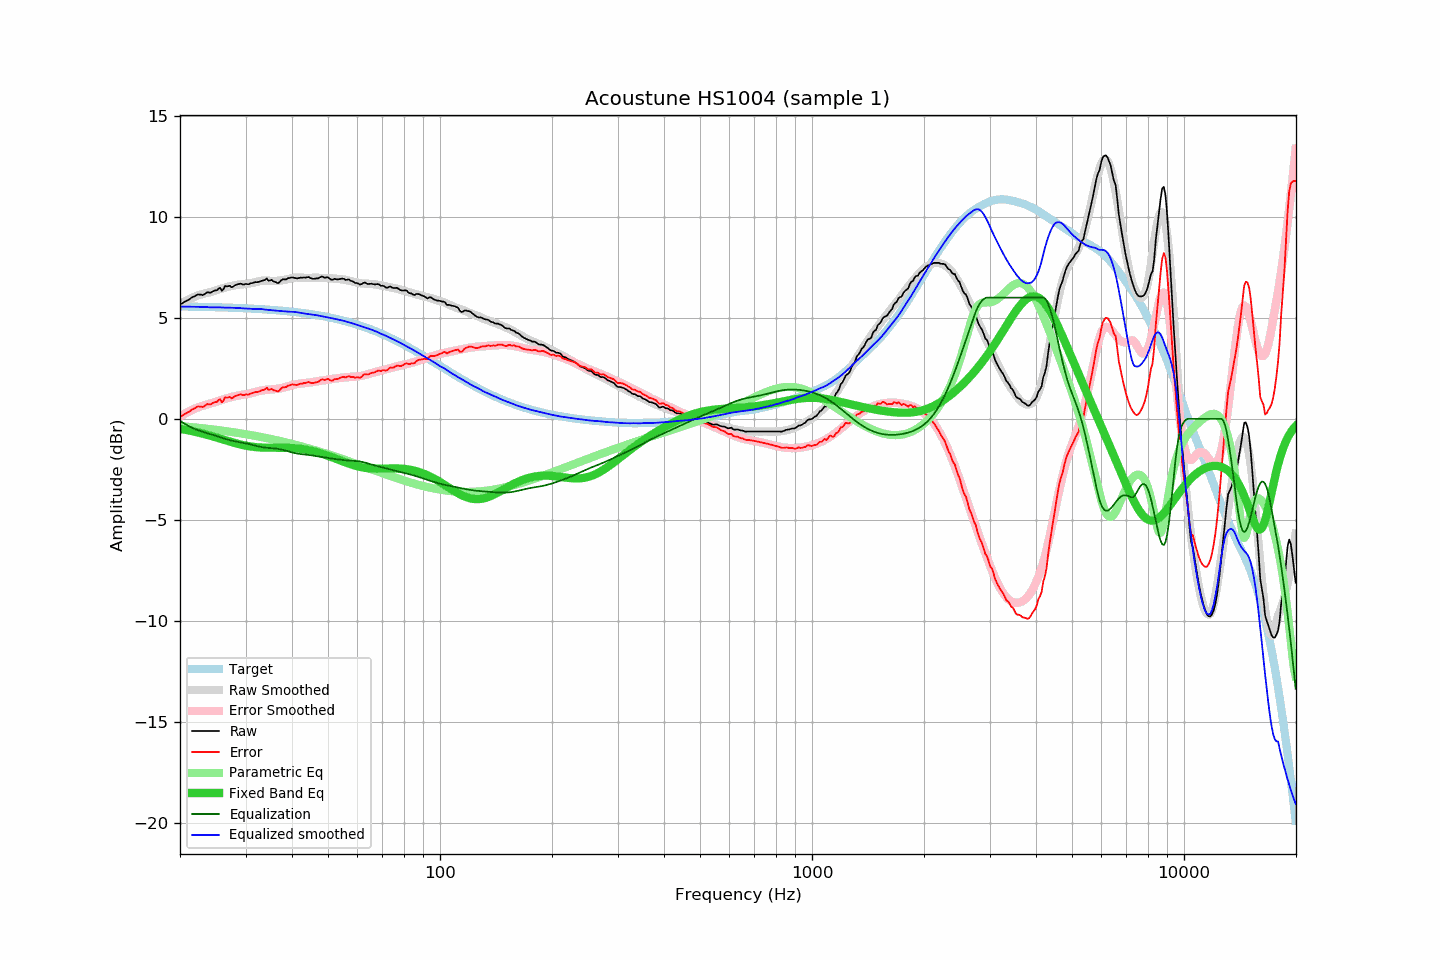 Acoustune HS1004 (sample 1)
15
10
5
0
−5
−10
−15
−20
Amplitude (dBr)
Target
Raw Smoothed
Error Smoothed
Raw
Error
Parametric Eq
Fixed Band Eq
Equalization
Equalized smoothed
100
1000
10000
Frequency (Hz)